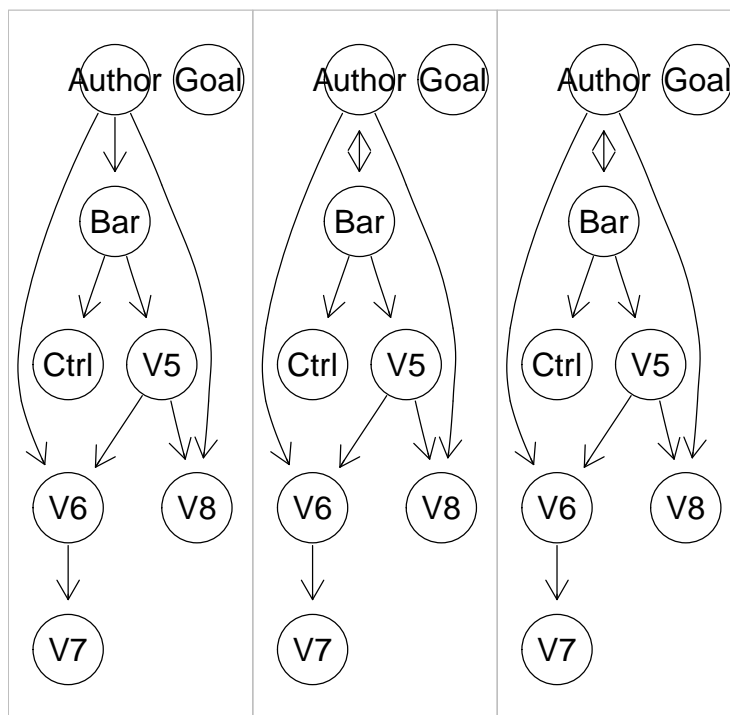 Author Goal Author Goal Author Goal
Bar Bar Bar
Ctrl V5 Ctrl V5 Ctrl V5
V6 V8 V6 V8 V6 V8
V7 V7 V7